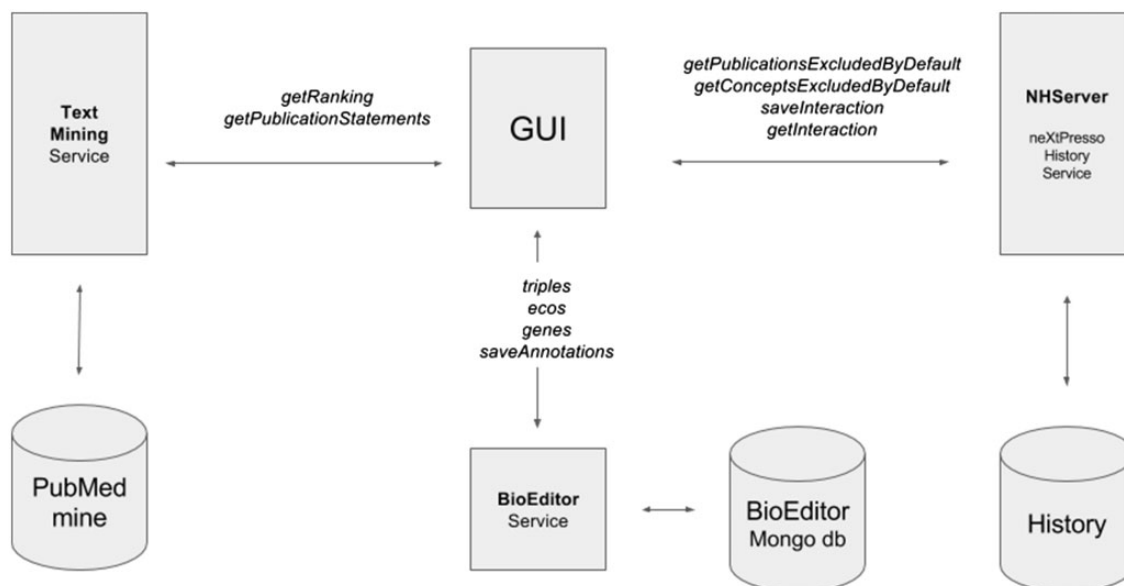 Text
Mining
Service
getRanking
getPublicationStatements
GUI
getPublicationsExcludedByDefault
getConceptsExcludedByDefault
saveInteraction
getInteraction
NHServer
neXtPresso
History
Service
triples
ecos
genes
saveAnnotations
PubMed
mine
BioEditor
Service
BioEditor
Mongo db
History